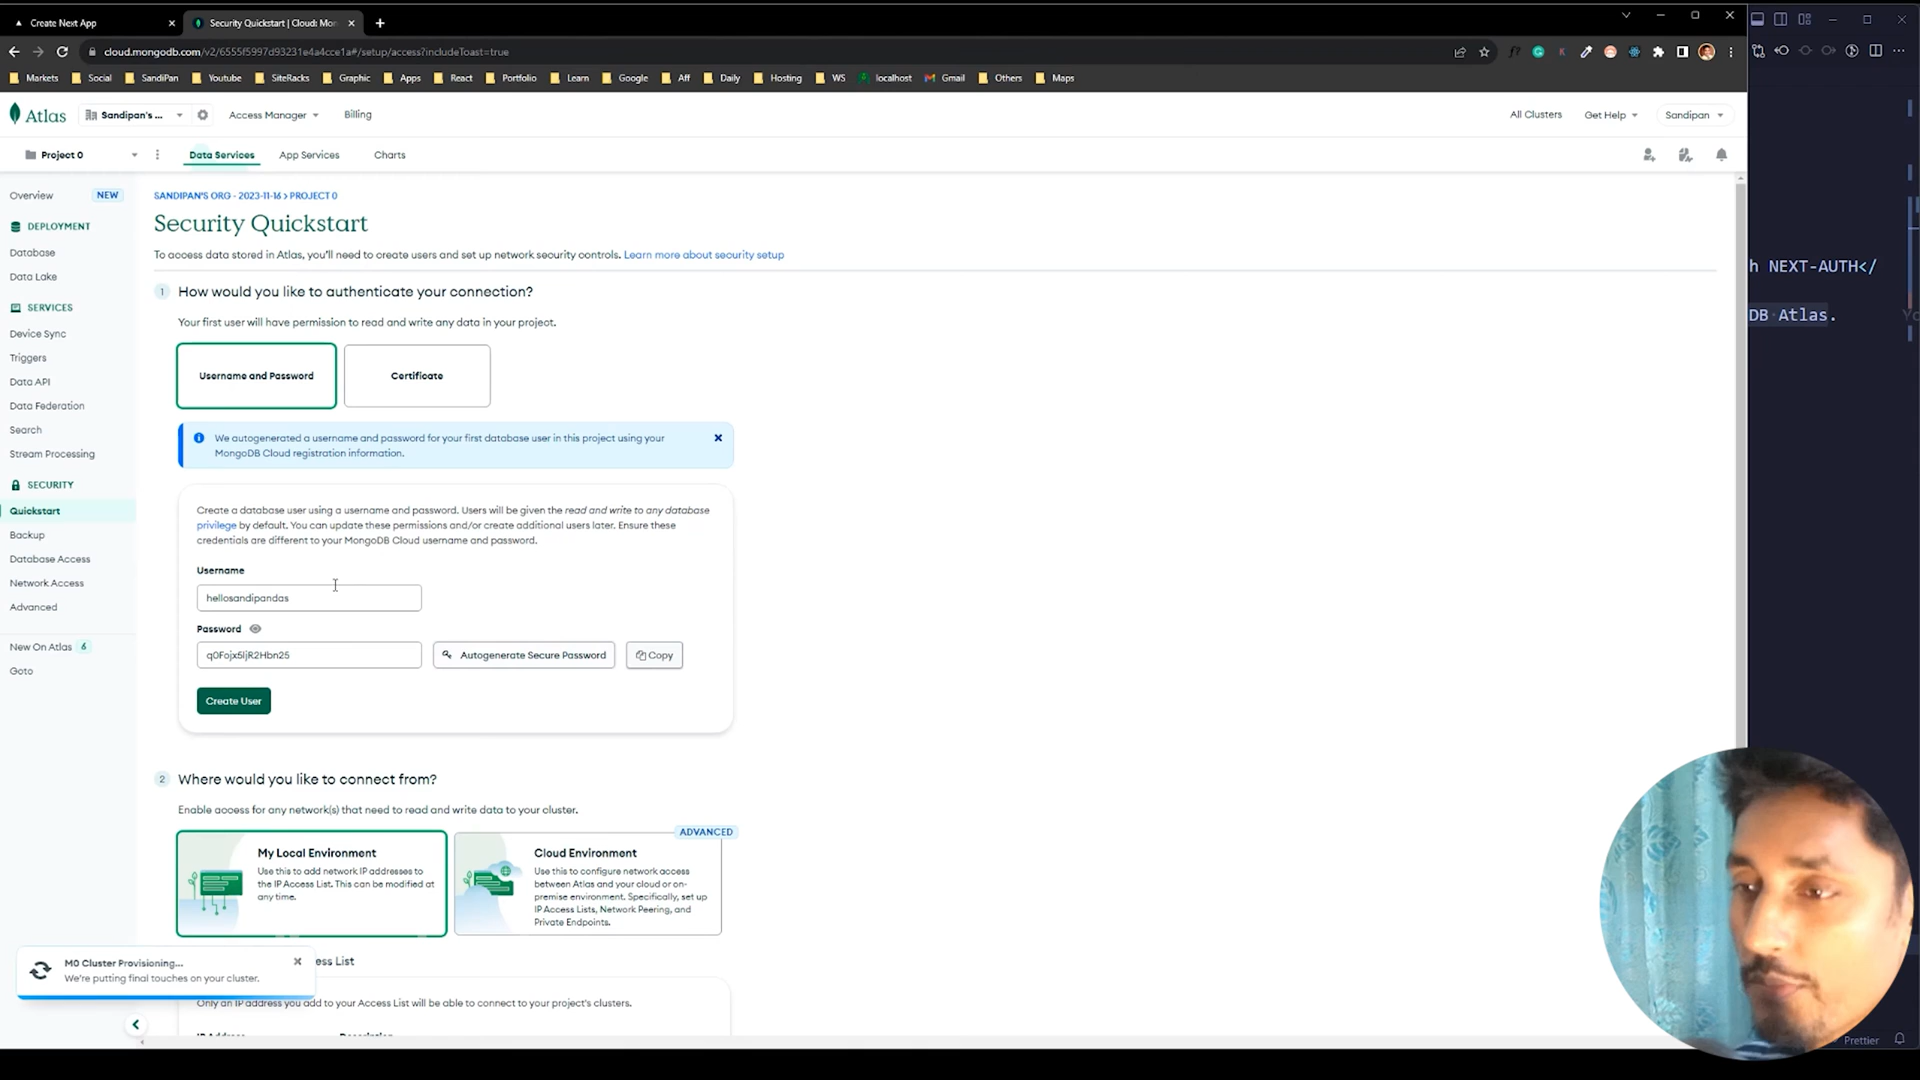 Create Next App
Security Quickstart | Cloud: Mon
cloud.mongodb.com/v2/6555f5997d93231e4a4cce1a#/setup/access?includeToast=true
Markets
Social
SandiPan
Youtube
SiteRacks
Graphic
Apps
React
Portfolio
Learn
Google
Aff
Daily
Hosting
WS
localhost
Gmail
Others
Maps
Atlas
Sandipan's ...
Access Manager
Billing
All Clusters
Get Help
Sandipan
Project 0
Data Services
App Services
Charts
Overview
NEW
DEPLOYMENT
Database
Data Lake
SERVICES
Device Sync
Triggers
Data API
Data Federation
Search
Stream Processing
SECURITY
Quickstart
Backup
Database Access
Network Access
Advanced
New On Atlas 6
Goto
SANDIPAN'S ORG - 2023-11-16 > PROJECT 0
Security Quickstart
To access data stored in Atlas, you'll need to create users and set up network security controls. Learn more about security setup
1 How would you like to authenticate your connection?
Your first user will have permission to read and write any data in your project.
Username and Password
Certificate
We autogenerated a username and password for your first database user in this project using your
MongoDB Cloud registration information.
Create a database user using a username and password. Users will be given the read and write to any database
privilege by default. You can update these permissions and/or create additional users later. Ensure these
credentials are different to your MongoDB Cloud username and password.
Username
hellosandipandas
Password
q0Fojx5ljR2Hbn25
Autogenerate Secure Password
Copy
Create User
2 Where would you like to connect from?
Enable access for any network(s) that need to read and write data to your cluster.
My Local Environment
Use this to add network IP addresses to
the IP Access List. This can be modified at
any time.
ADVANCED
Cloud Environment
Use this to configure network access
between Atlas and your cloud or on-
premise environment. Specifically, set up
IP Access Lists, Network Peering, and
Private Endpoints.
M0 Cluster Provisioning...
We're putting final touches on your cluster.
ess List
Only an IP address you add to your Access List will be able to connect to your project's clusters.
IP Address
Description
h NEXT-AUTH</
DB Atlas.
Yo
Prettier